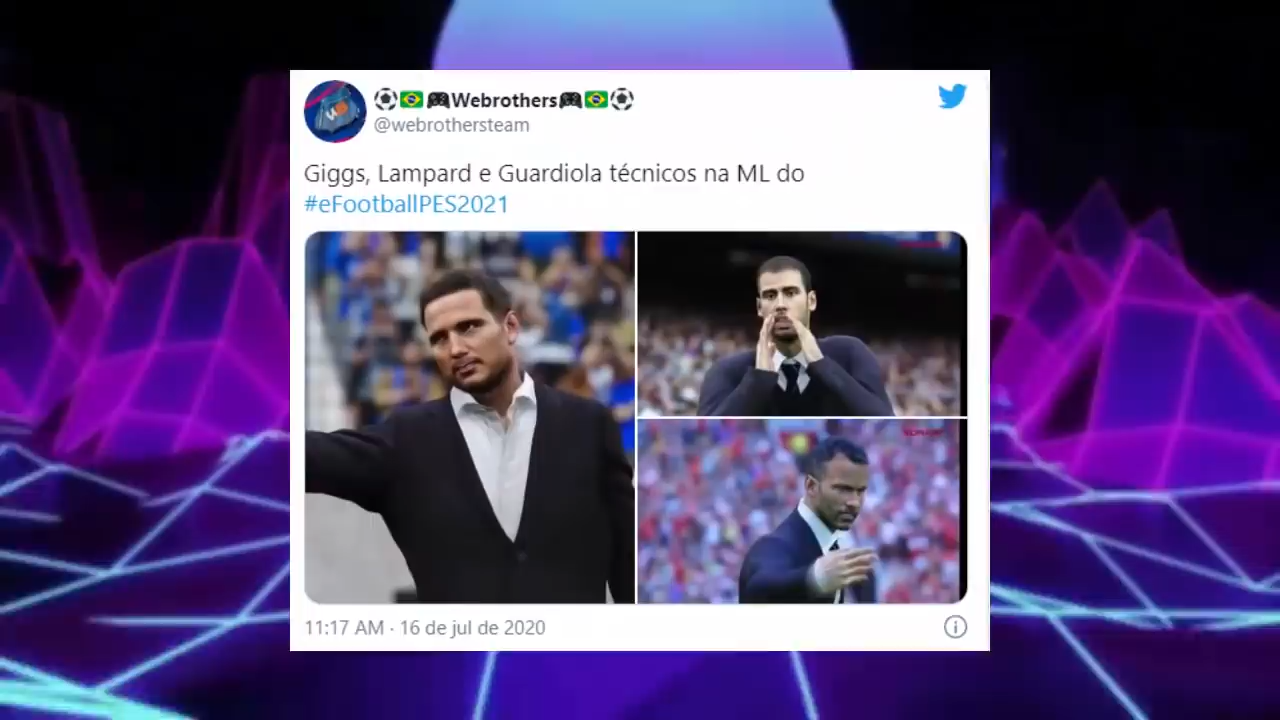 ⚽🇧🇷🎮Webrothers🎮🇧🇷⚽
@webrothersteam
Giggs, Lampard e Guardiola técnicos na ML do
#eFootballPES2021
11:17 AM · 16 de jul de 2020